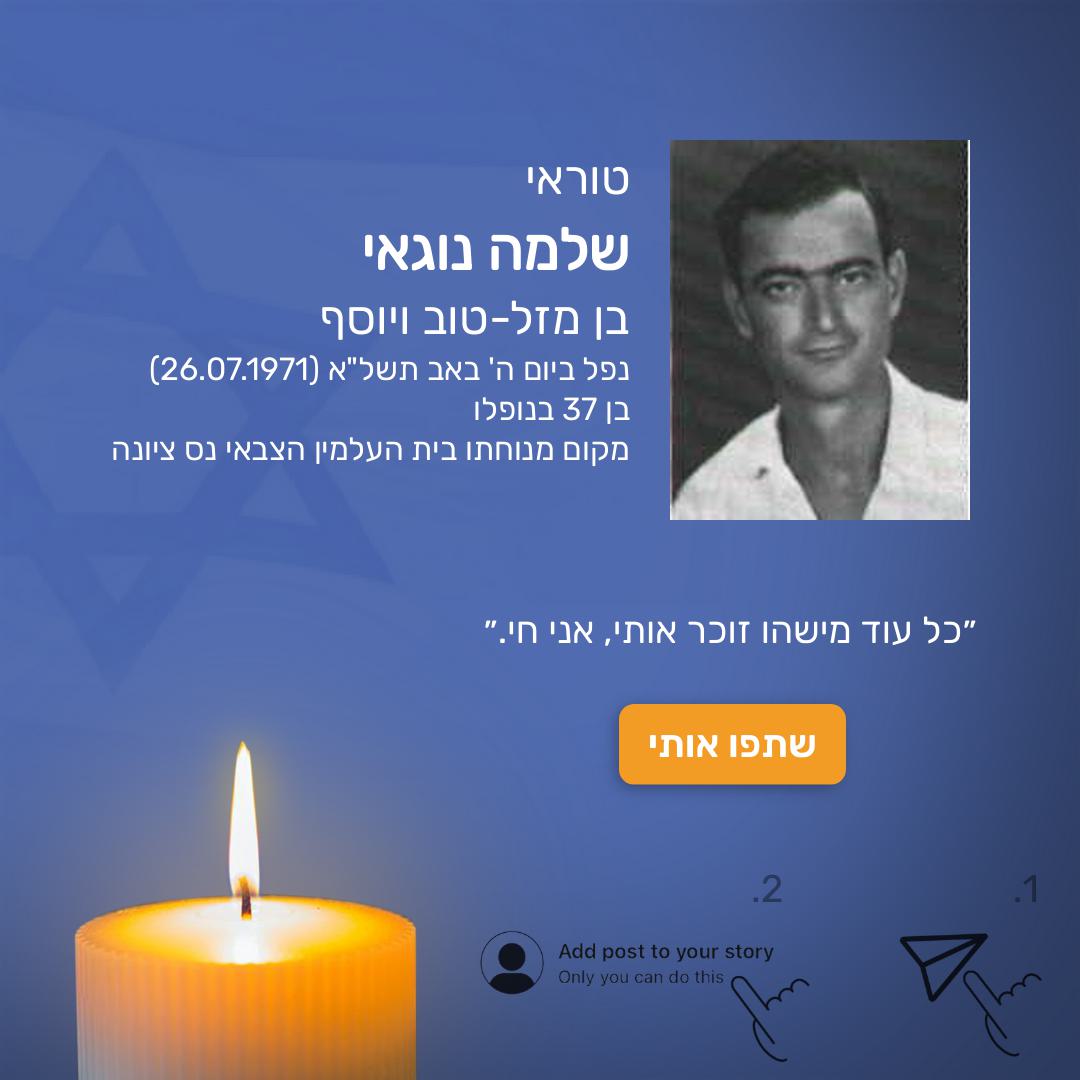 טוראי
שלמה נוגאי
בן מזל-טוב ויוסף
נפל ביום ה' באב תשל"א (26.07.1971)
בן 37 בנופלו
מקום מנוחתו בית העלמין הצבאי נס ציונה
״כל עוד מישהו זוכר אותי, אני חי.״
שתפו אותי
1.
2.
Add post to your story
Only you can do this